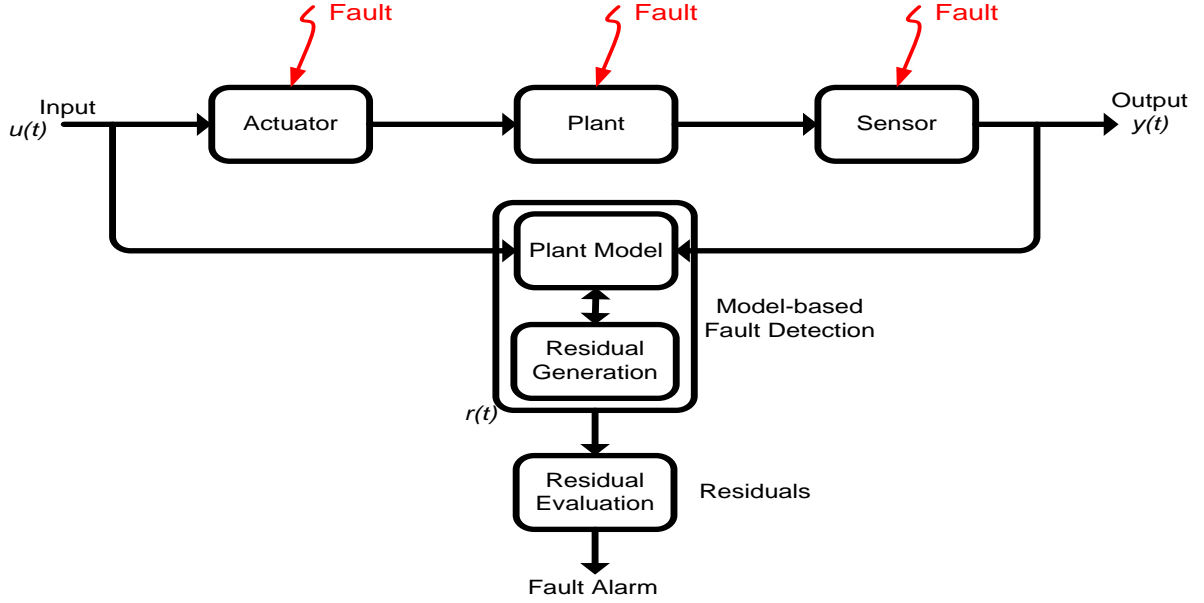 Fault
Fault
Fault
Input
u(t)
Actuator
Plant
Sensor
Output
y(t)
Plant Model
Residual
Generation
Model-based
Fault Detection
r(t)
Residual
Evaluation
Residuals
Fault Alarm